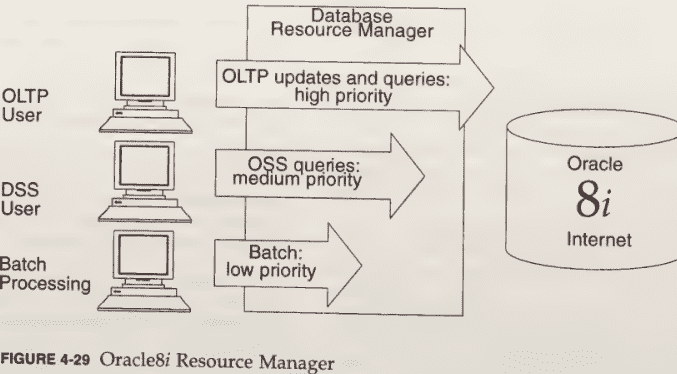 Database
Resource Manager
OLTP
User
OLTP updates and queries:
high priority
DSS
User
OSS queries:
medium priority
Batch
Processing
Batch:
low priority
Oracle
8i
Internet
FIGURE 4-29 Oracle8i Resource Manager